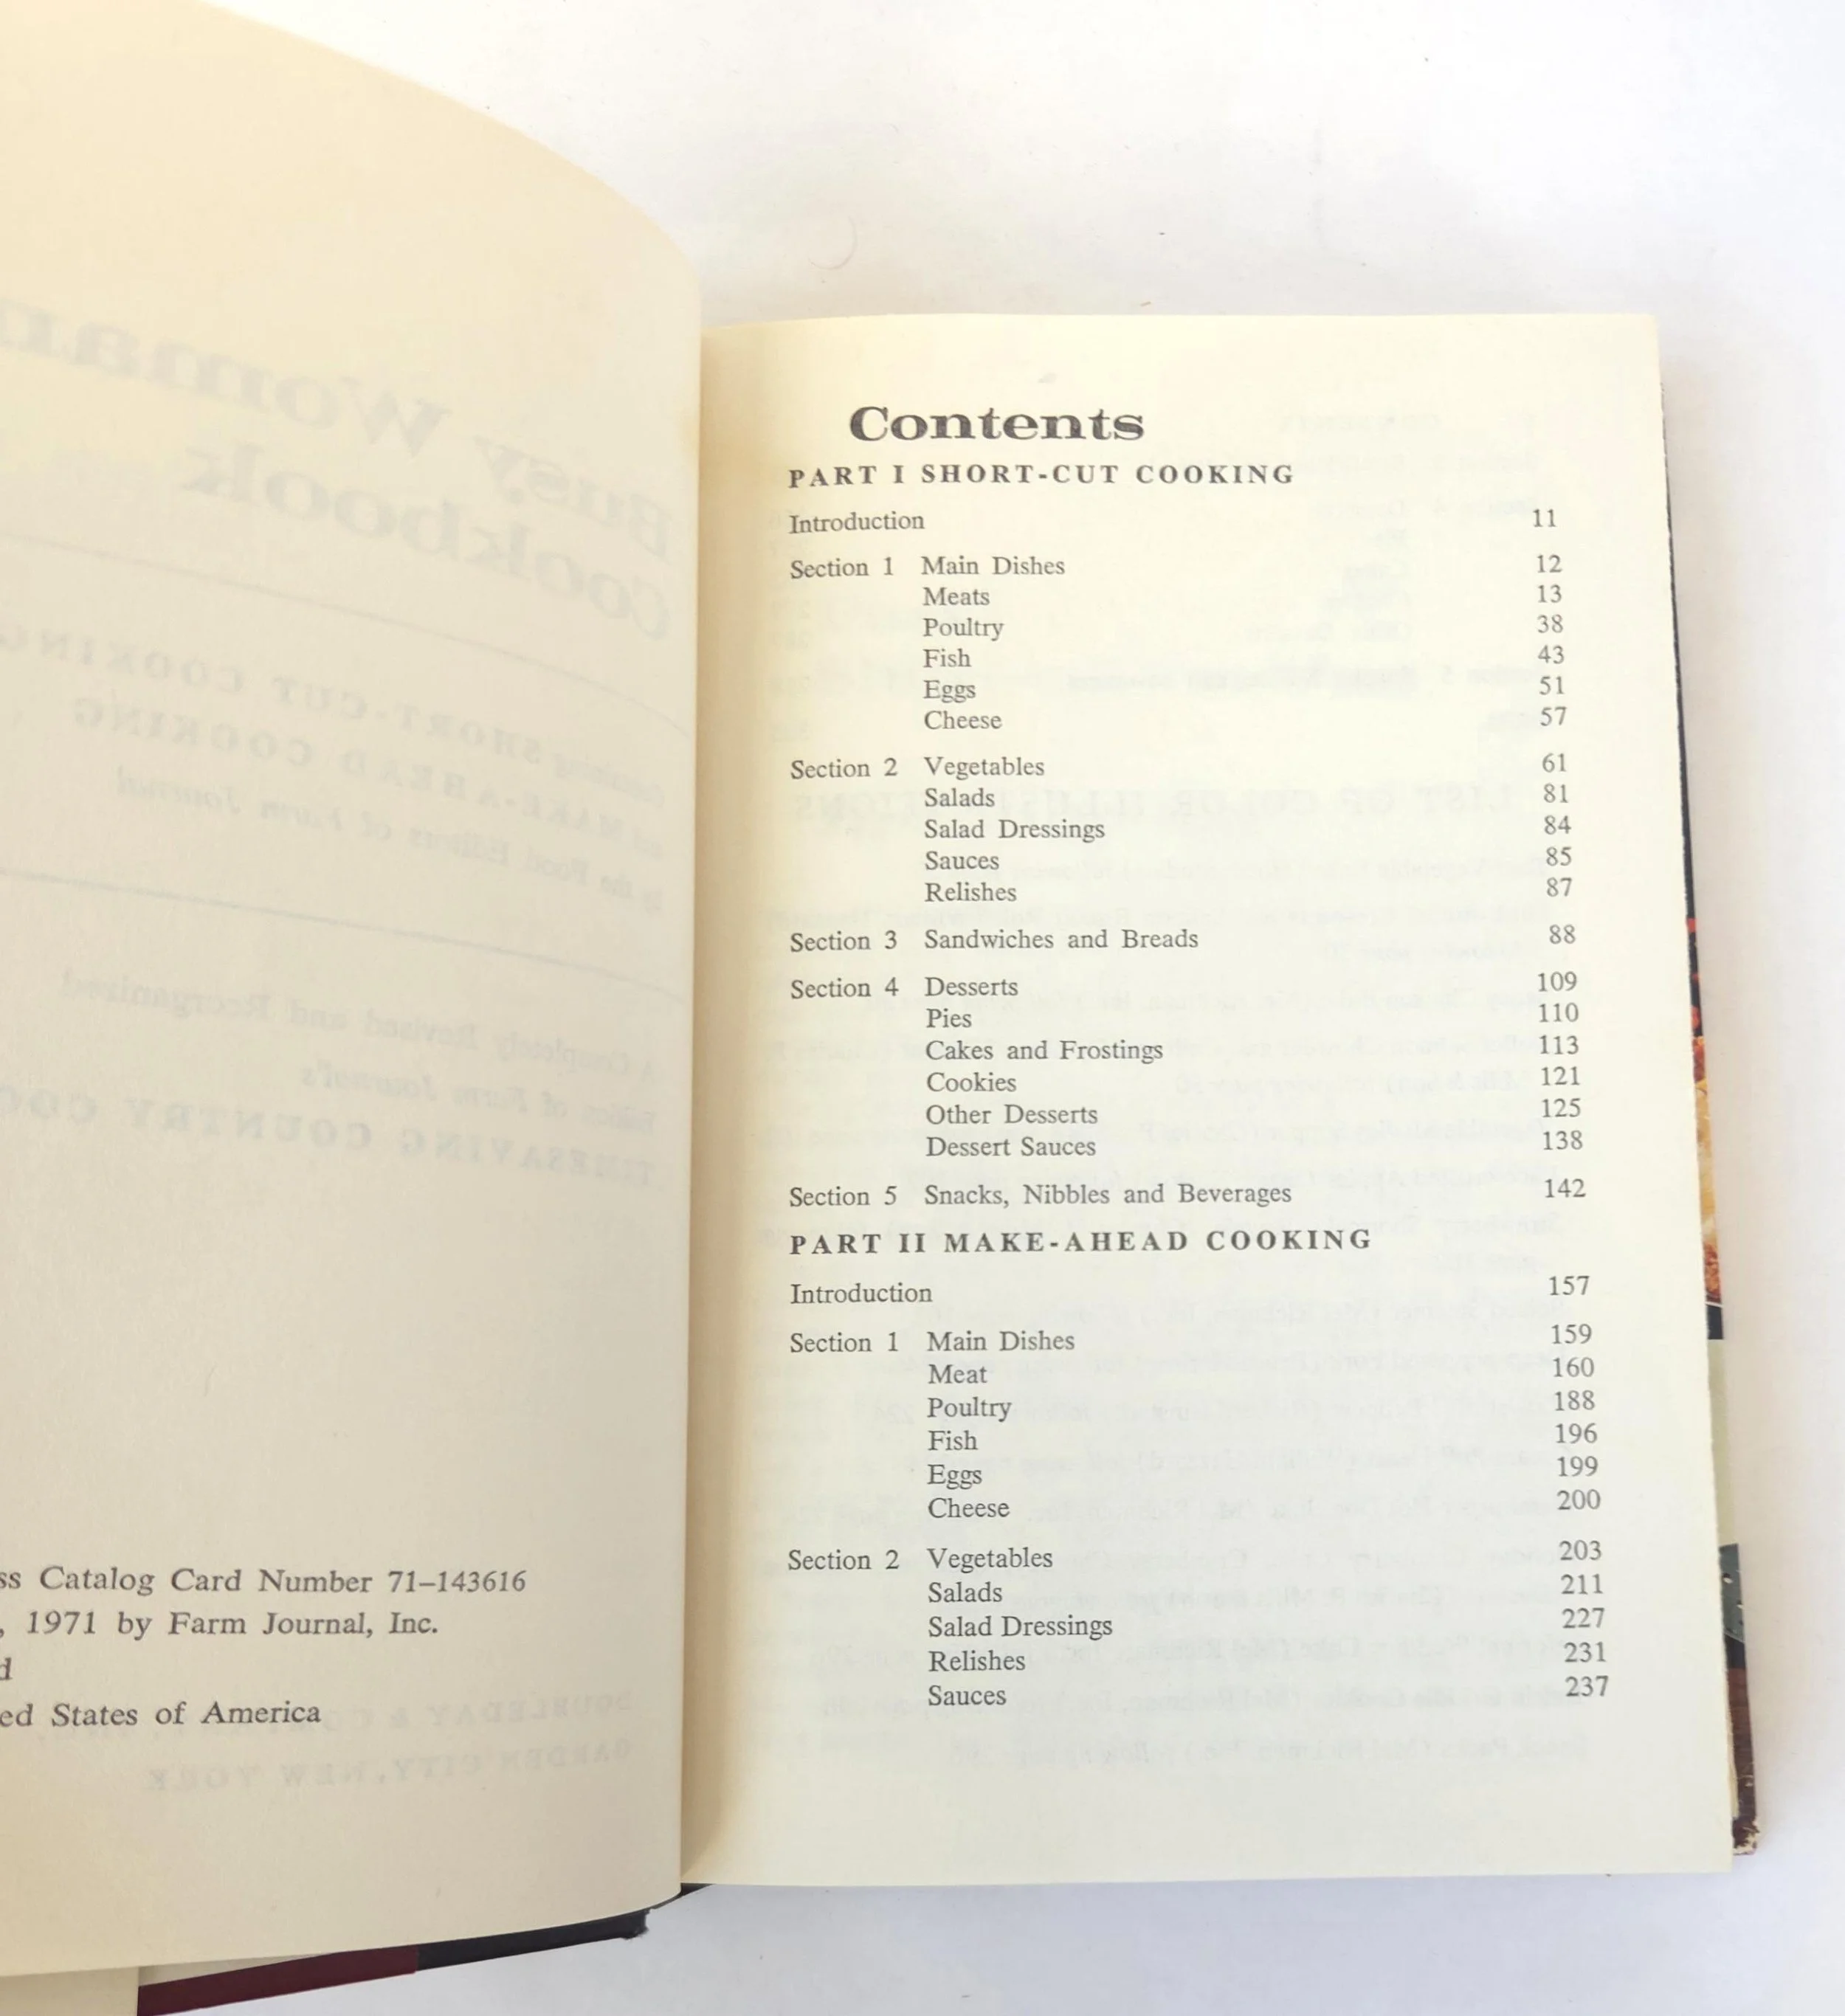 ss Catalog Card Number 71–143616
, 1971 by Farm Journal, Inc.
d
ed States of America
Contents
PART I SHORT-CUT COOKING
Introduction 11
Section 1 Main Dishes 12
Meats 13
Poultry 38
Fish 43
Eggs 51
Cheese 57
Section 2 Vegetables 61
Salads 81
Salad Dressings 84
Sauces 85
Relishes 87
Section 3 Sandwiches and Breads 88
Section 4 Desserts 109
Pies 110
Cakes and Frostings 113
Cookies 121
Other Desserts 125
Dessert Sauces 138
Section 5 Snacks, Nibbles and Beverages 142
PART II MAKE-AHEAD COOKING
Introduction 157
Section 1 Main Dishes 159
Meat 160
Poultry 188
Fish 196
Eggs 199
Cheese 200
Section 2 Vegetables 203
Salads 211
Salad Dressings 227
Relishes 231
Sauces 237